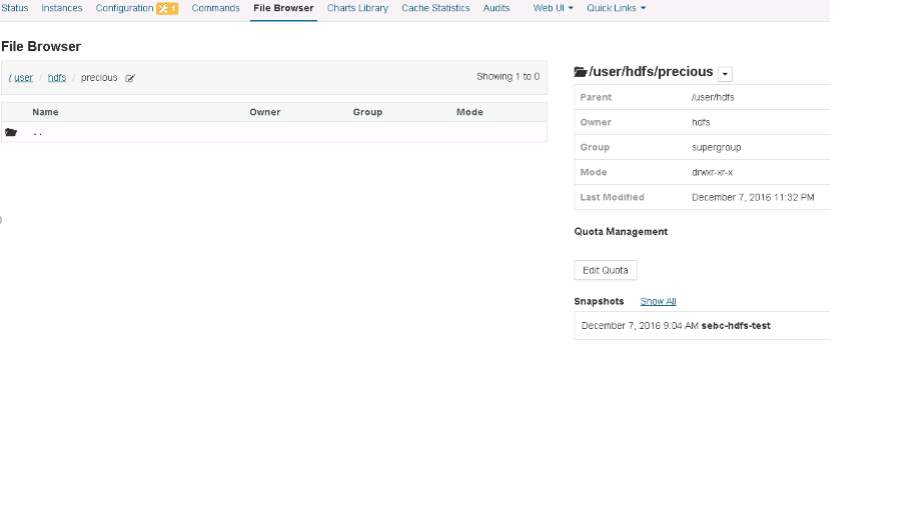 Status Instances Configuration 1 Commands File Browser Charts Library Cache Statistics Audits Web UI Quick Links
File Browser
/ user / hdfs / precious
Showing 1 to 0
Name Owner Group Mode
..
/user/hdfs/precious
Parent /user/hdfs
Owner hdfs
Group supergroup
Mode drwxr-xr-x
Last Modified December 7, 2016 11:32 PM
Quota Management
Edit Quota
Snapshots Show All
December 7, 2016 9:04 AM sebc-hdfs-test